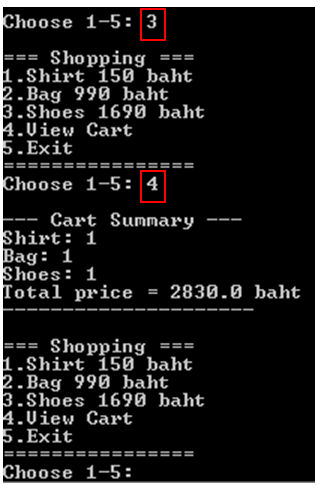 Choose 1-5: 3
=== Shopping ===
1.Shirt 150 baht
2.Bag 990 baht
3.Shoes 1690 baht
4.View Cart
5.Exit
================
Choose 1-5: 4
--- Cart Summary ---
Shirt: 1
Bag: 1
Shoes: 1
Total price = 2830.0 baht
---------------------
=== Shopping ===
1.Shirt 150 baht
2.Bag 990 baht
3.Shoes 1690 baht
4.View Cart
5.Exit
================
Choose 1-5: